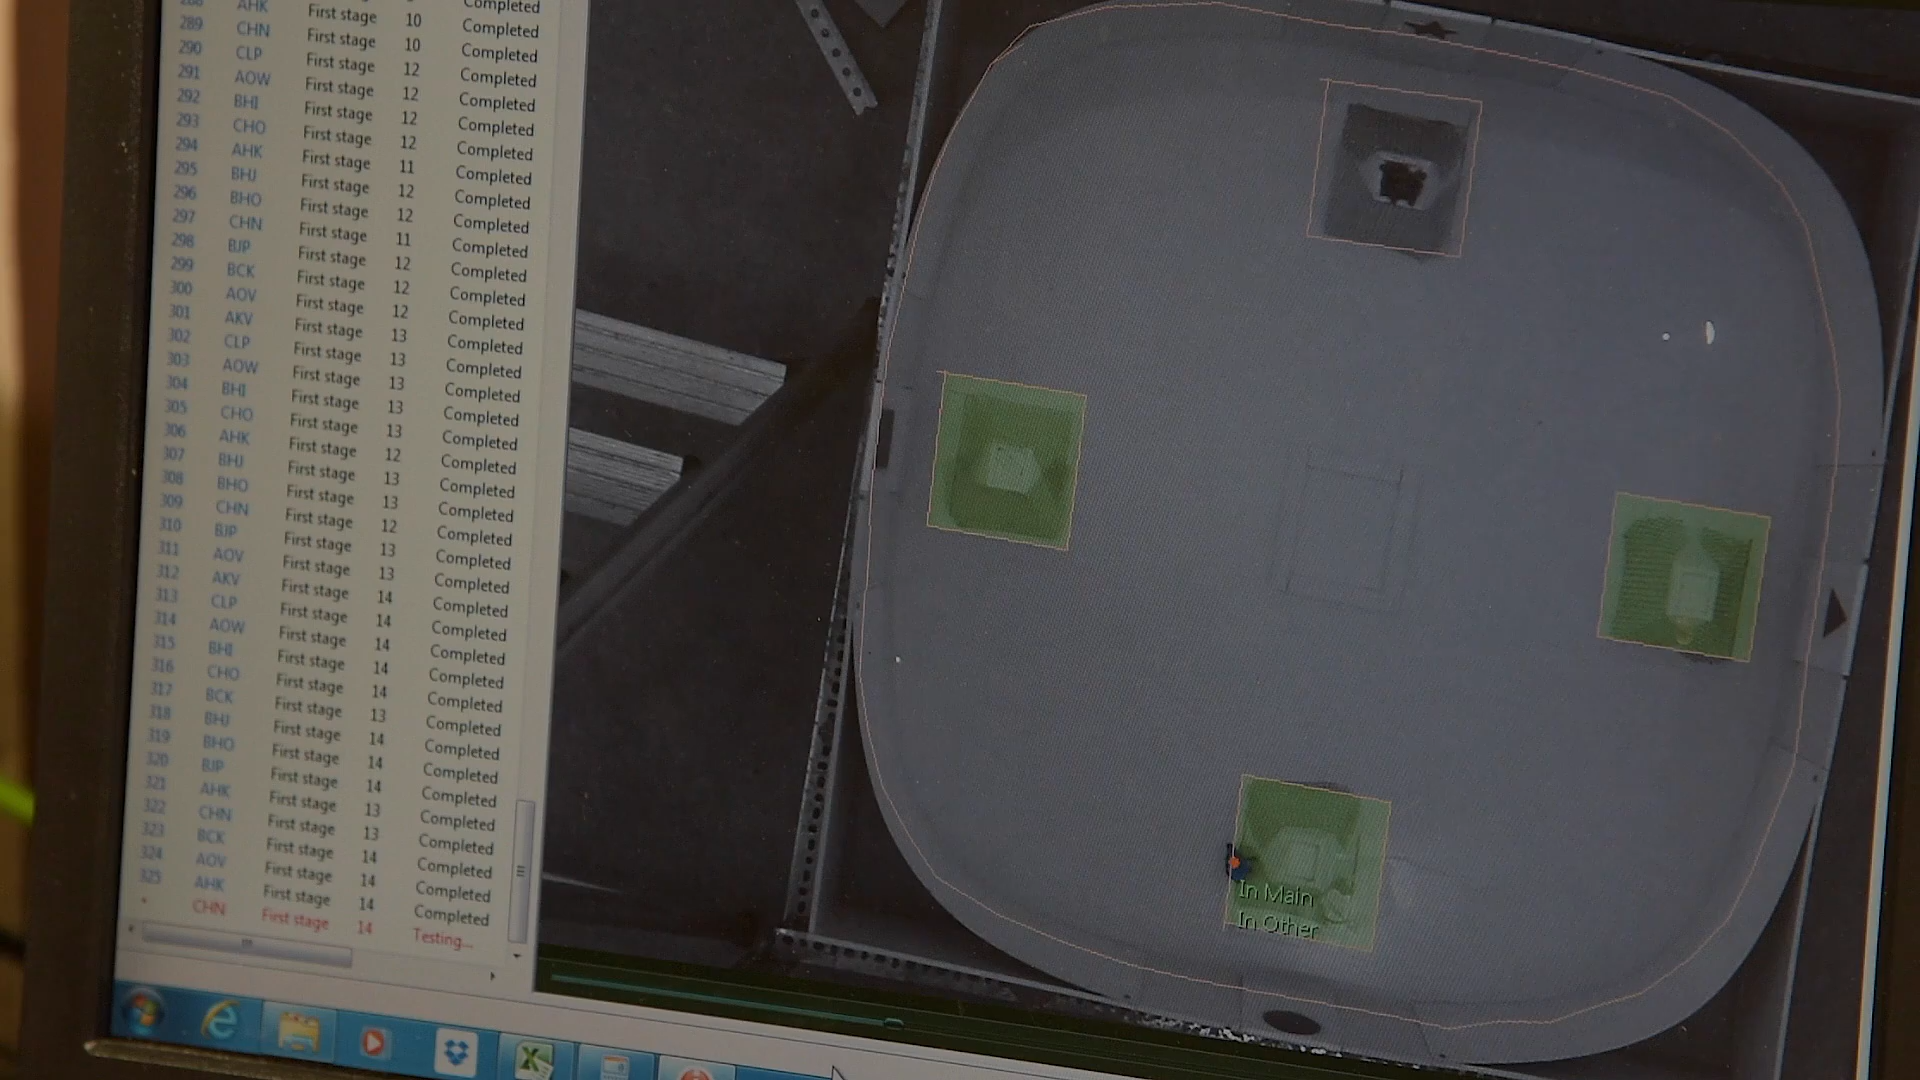 Completed
288 AHK First stage 10 Completed
289 CHN First stage 10 Completed
290 CLP First stage 12 Completed
291 AOW First stage 12 Completed
292 BHI First stage 12 Completed
293 CHO First stage 12 Completed
294 AHK First stage 11 Completed
295 BHJ First stage 12 Completed
296 BHO First stage 12 Completed
297 CHN First stage 11 Completed
298 BJP First stage 12 Completed
299 BCK First stage 12 Completed
300 AOV First stage 12 Completed
301 AKV First stage 13 Completed
302 CLP First stage 13 Completed
303 AOW First stage 13 Completed
304 BHI First stage 13 Completed
305 CHO First stage 13 Completed
306 AHK First stage 12 Completed
307 BHJ First stage 13 Completed
308 BHO First stage 13 Completed
309 CHN First stage 12 Completed
310 BJP First stage 13 Completed
311 AOV First stage 13 Completed
312 AKV First stage 14 Completed
313 CLP First stage 14 Completed
314 AOW First stage 14 Completed
315 BHI First stage 14 Completed
316 CHO First stage 14 Completed
317 BCK First stage 13 Completed
318 BHJ First stage 14 Completed
319 BHO First stage 14 Completed
320 BJP First stage 14 Completed
321 AHK First stage 13 Completed
322 CHN First stage 13 Completed
323 BCK First stage 14 Completed
324 AOV First stage 14 Completed
325 AHK First stage 14 Completed
* CHN First stage 14 Testing...
In Main
In Other